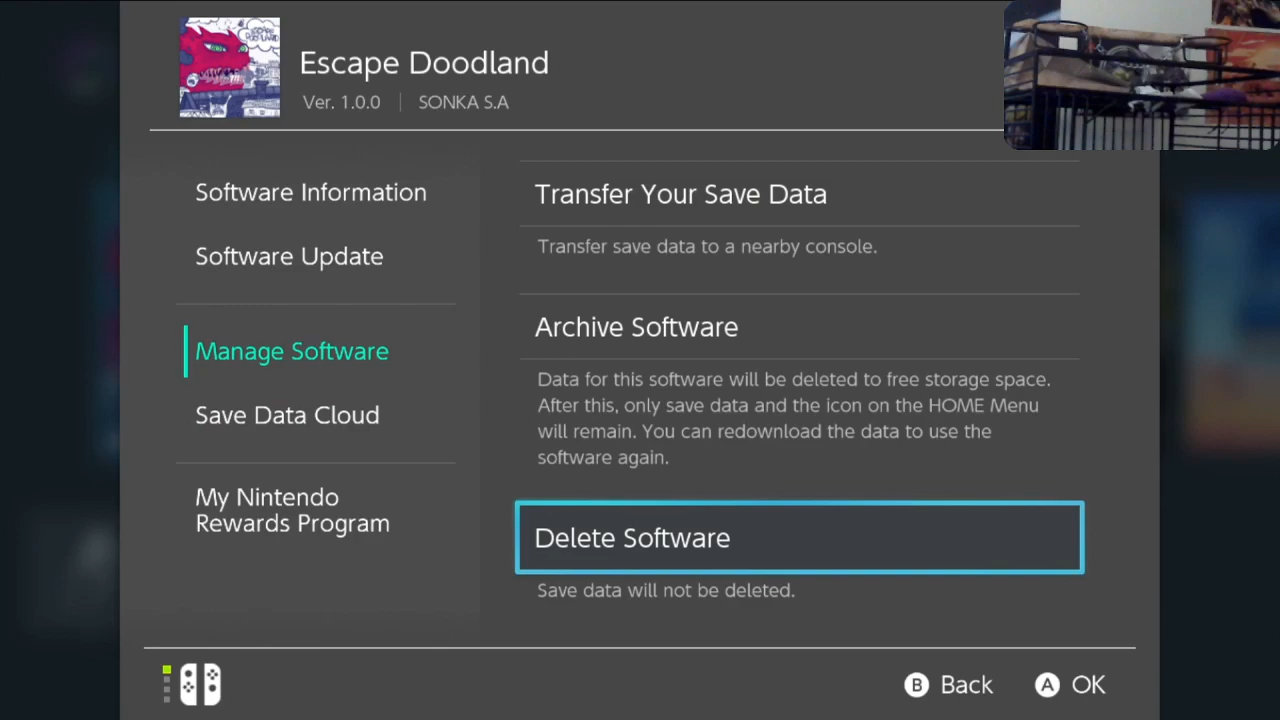 Escape Doodland
Ver. 1.0.0 | SONKA S.A
Software Information
Software Update
Manage Software
Save Data Cloud
My Nintendo
Rewards Program
Transfer Your Save Data
Transfer save data to a nearby console.
Archive Software
Data for this software will be deleted to free storage space.
After this, only save data and the icon on the HOME Menu
will remain. You can redownload the data to use the
software again.
Delete Software
Save data will not be deleted.
B Back A OK